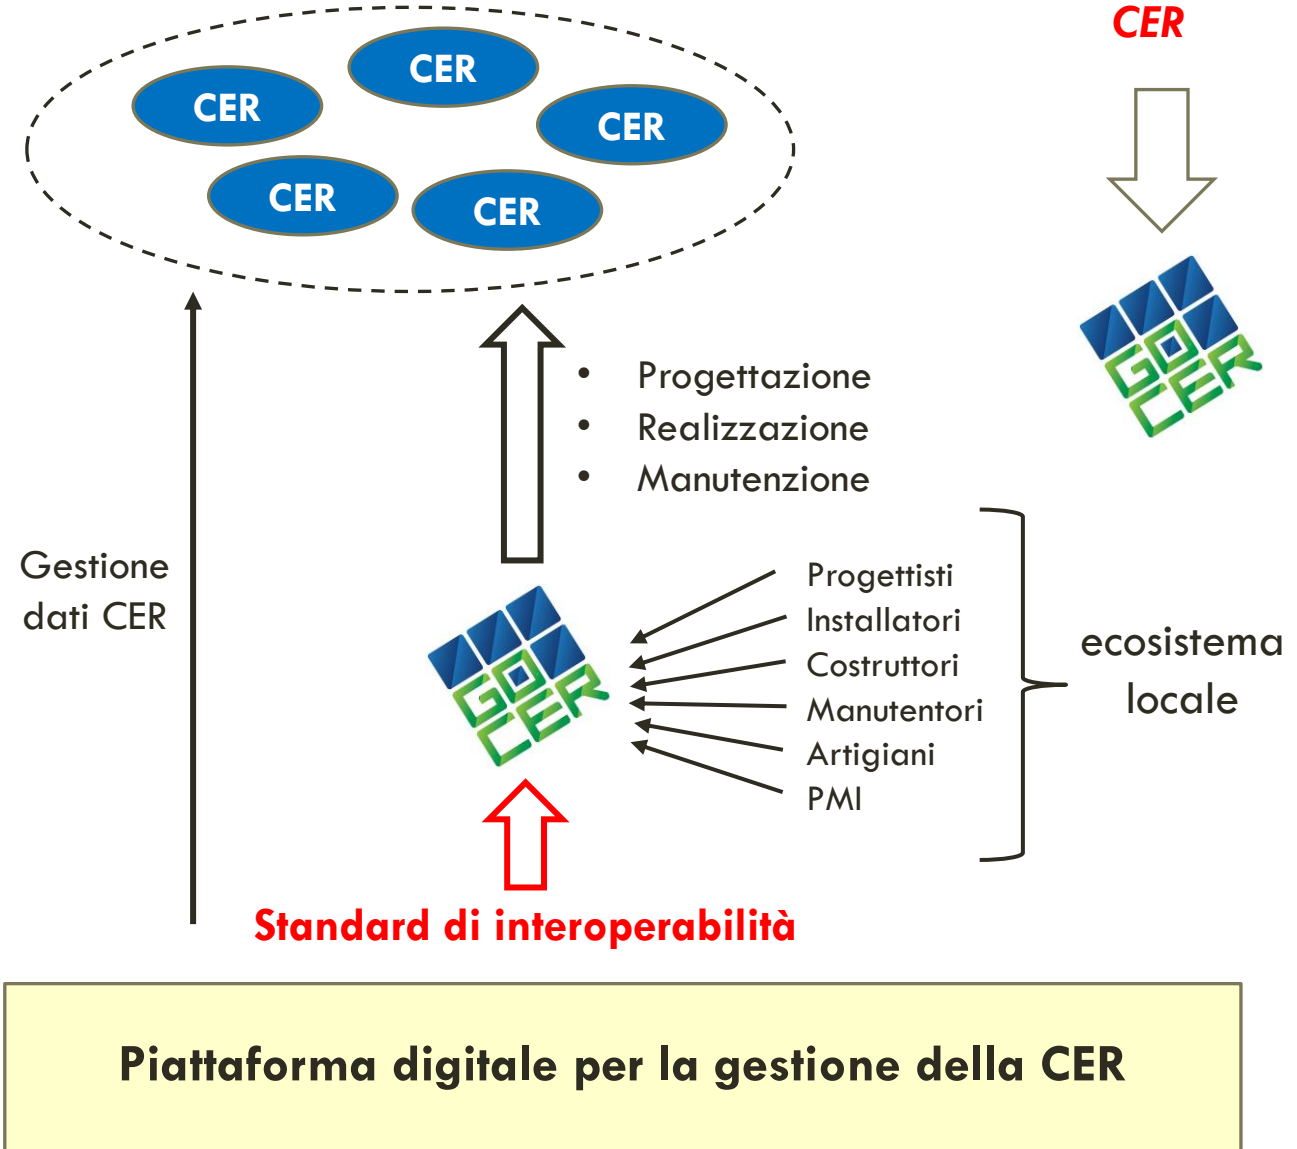 CER
CER
CER
CER
CER
CER
GO
CER
Progettazione
Realizzazione
Manutenzione
Gestione
dati CER
Progettisti
Installatori
Costruttori
Manutentori
Artigiani
PMI
ecosistema
locale
GO
CER
Standard di interoperabilità
Piattaforma digitale per la gestione della CER